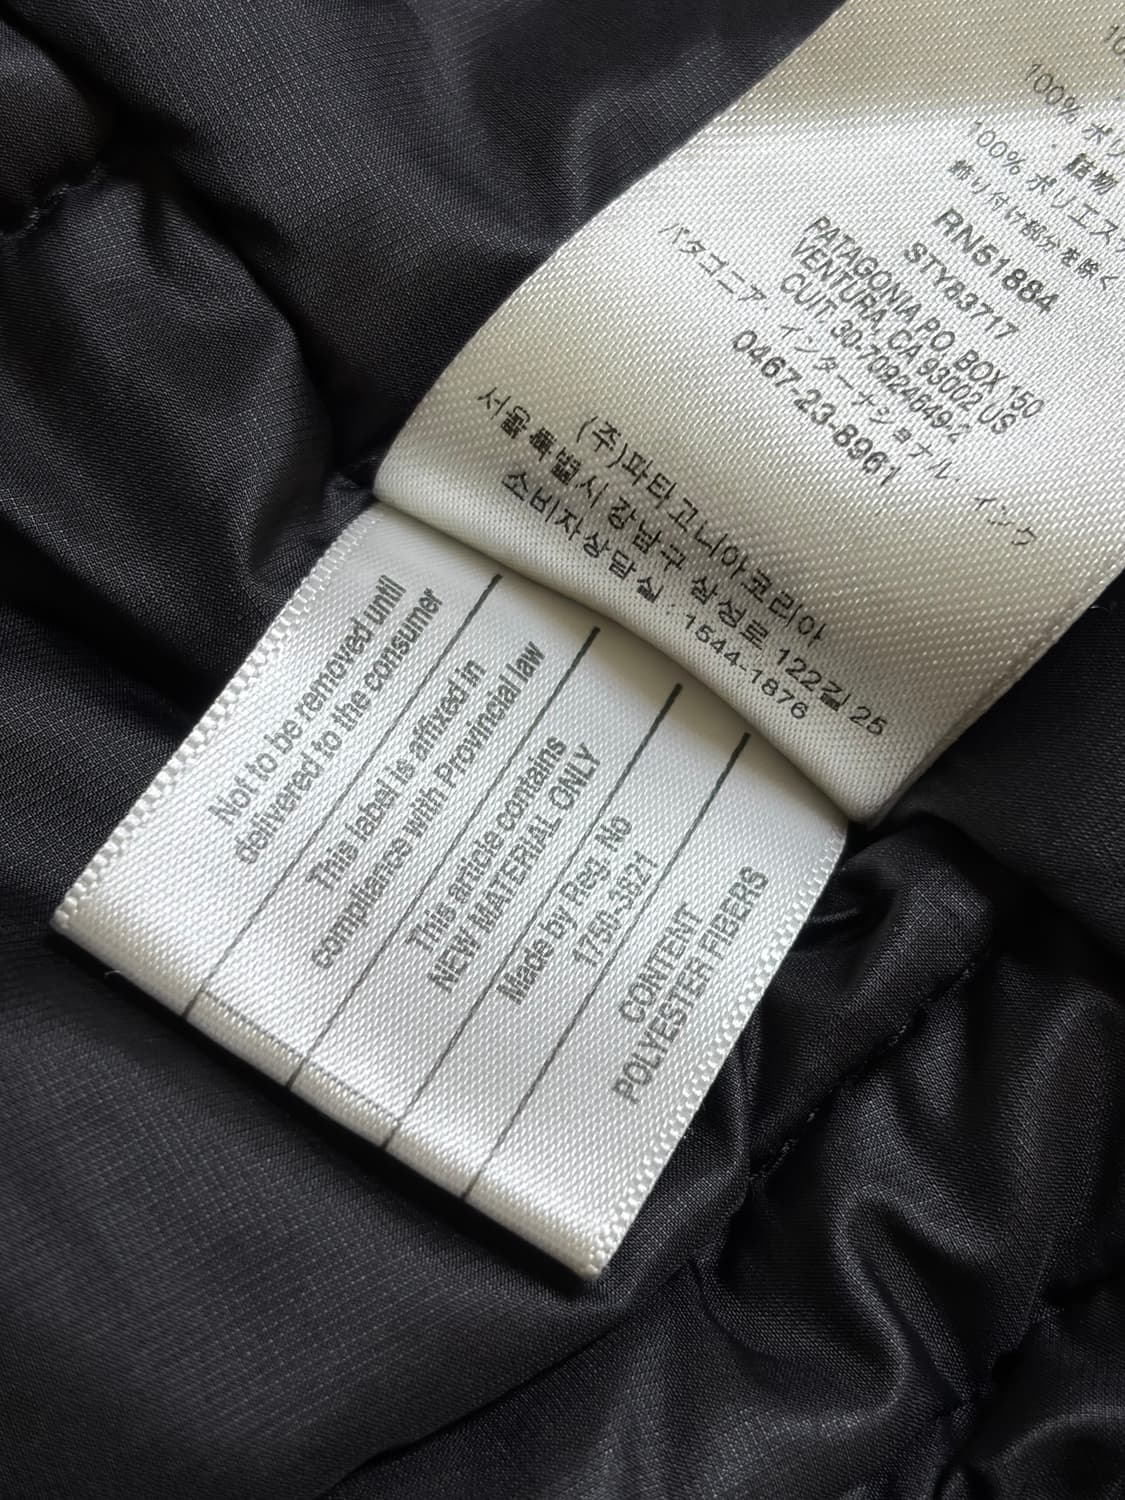 100% ポリ
・詰物
100% ポリエステ
飾り付け部分を除く
RN51884
STY83717
PATAGONIA PO BOX 150
VENTURA, CA 93002 US
CUIT. 30-70924649-2
パタゴニア・インターナショナル・インク
0467-23-8961
(주)파타고니아코리아
서울특별시 강남구 삼성로 122길 25
소비자상담실 : 1544-1876
Not to be removed until
delivered to the consumer
This label is affixed in
compliance with Provincial law
This article contains
NEW MATERIAL ONLY
Made by Reg. No
1750-3821
CONTENT
POLYESTER FIBERS